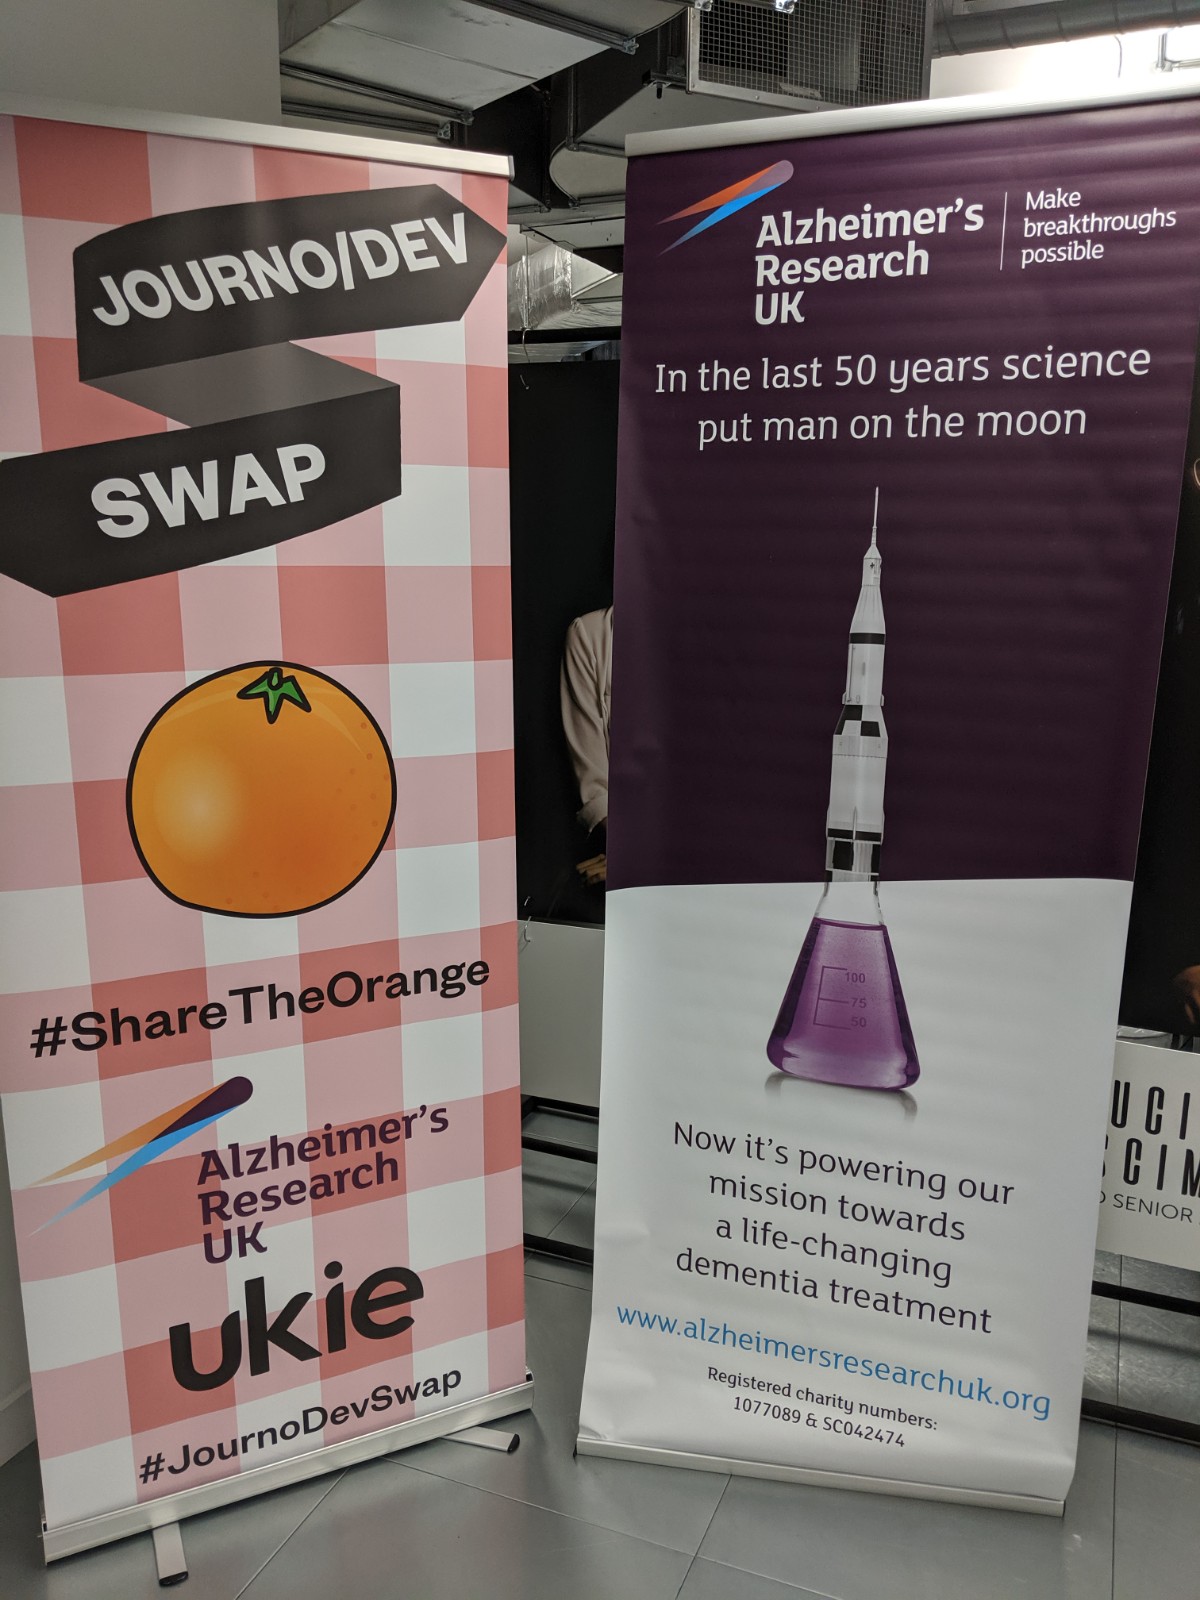 JOURNO/DEV
SWAP
#ShareTheOrange
Alzheimer's
Research
UK
ukie
#JournoDevSwap
Alzheimer's
Research
UK
Make
breakthroughs
possible
In the last 50 years science
put man on the moon
100
75
50
Now it's powering our
mission towards
a life-changing
dementia treatment
www.alzheimersresearchuk.org
Registered charity numbers:
1077089 & SC042474
SENIOR